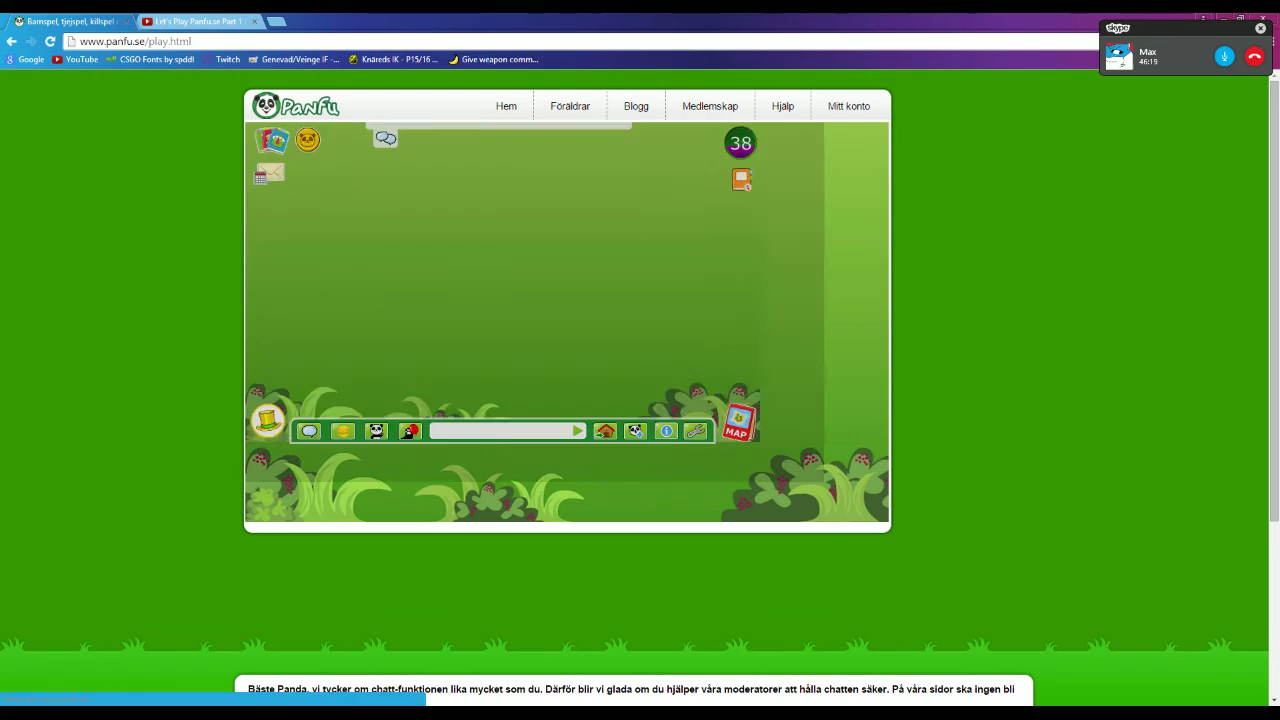 Barnspel, tjejspel, killspel
Let's Play Panfu.se Part 1
skype
www.panfu.se/play.html
Max
46:19
Google YouTube CSGO Fonts by spddl Twitch Genevad/Veinge IF -... Knäreds IK - P15/16 ... Give weapon comm...
PANFU Hem Föräldrar Blogg Medlemskap Hjälp Mitt konto
38
MAP
Bäste Panda, vi tycker om chatt-funktionen lika mycket som du. Därför blir vi glada om du hjälper våra moderatorer att hålla chatten säker. På våra sidor ska ingen bli